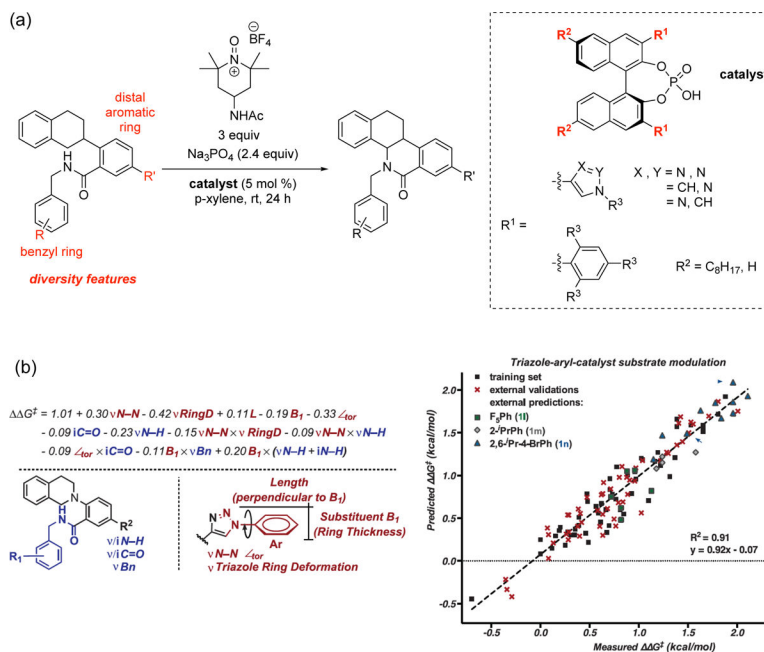 (a)
distal
aromatic
ring
H
N
O
R'
R
benzyl ring
diversity features
O
N
+
BF4
−
NHAc
3 equiv
Na3PO4 (2.4 equiv)
catalyst (5 mol %)
p-xylene, rt, 24 h
N
O
R'
R
R2
R1
O
P
O
O
OH
R2
R1
catalyst
R1 =
X
Y
N
R3
X , Y = N , N
= CH, N
= N, CH
R3
R3
R3
R2 = C8H17, H
(b)
ΔΔG‡ = 1.01 + 0.30 νN–N - 0.42 νRingD + 0.11 L - 0.19 B1 - 0.33 ∠tor
- 0.09 iC=O - 0.23 νN–H - 0.15 νN–N × νRingD - 0.09 νN–N × νN–H
- 0.09 ∠tor × iC=O - 0.11 B1 × νBn + 0.20 B1 × (νN–H + iN–H)
N
HN
O
R2
R1
ν/i N–H
ν/i C=O
ν Bn
Length
(perpendicular to B1)
N=N
N
Ar
Substituent B1
(Ring Thickness)
ν N–N ∠tor
ν Triazole Ring Deformation
Triazole-aryl-catalyst substrate modulation
training set
external validations
external predictions:
F5Ph (1l)
2-iPrPh (1m)
2,6-iPr-4-BrPh (1n)
Predicted ΔΔG‡ (kcal/mol)
2.0
1.5
1.0
0.5
0.0
-0.5
R2 = 0.91
y = 0.92x - 0.07
-0.5
0.0
0.5
1.0
1.5
2.0
Measured ΔΔG‡ (kcal/mol)